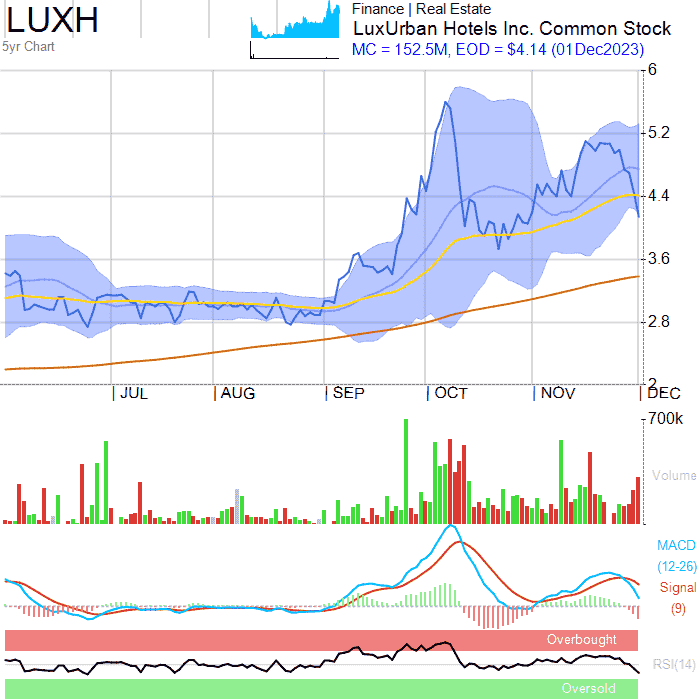 LUXH
5yr Chart
Finance | Real Estate
LuxUrban Hotels Inc. Common Stock
MC = 152.5M, EOD = $4.14 (01Dec2023)
6
5.2
4.4
3.6
2.8
2
JUL
AUG
SEP
OCT
NOV
DEC
700k
Volume
MACD
(12-26)
Signal
(9)
Overbought
RSI(14)
Oversold